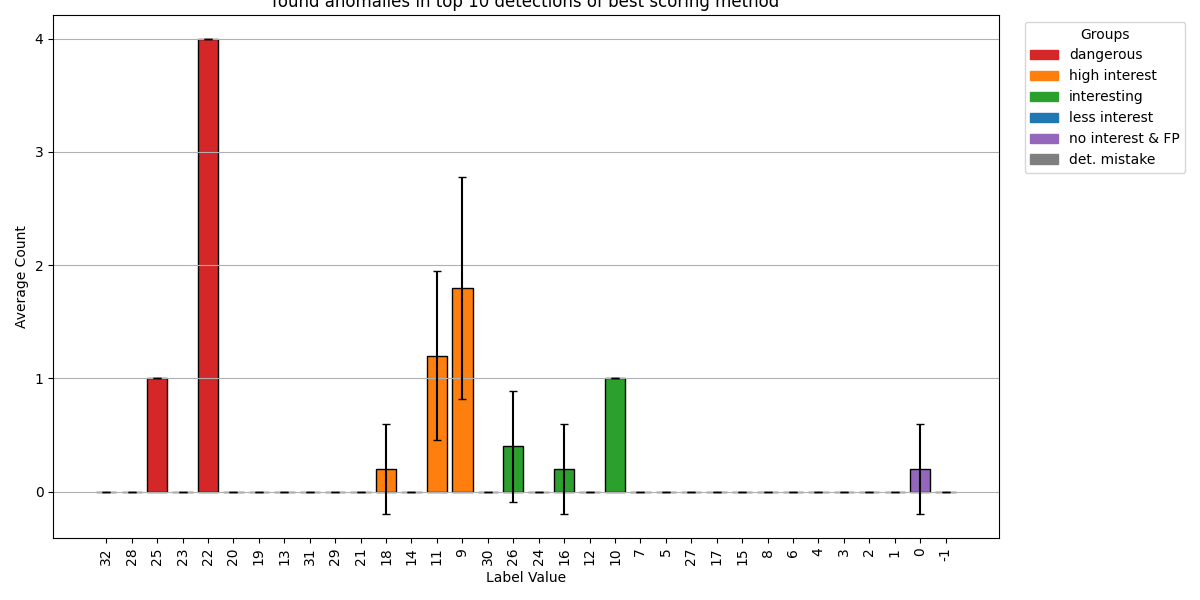 found anomalies in top 10 detections of best scoring method
Groups
dangerous
high interest
interesting
less interest
no interest & FP
det. mistake
Average Count
4
3
2
1
0
32 28 25 23 22 20 19 13 31 29 21 18 14 11 9 30 26 24 16 12 10 7 5 27 17 15 8 6 4 3 2 1 0 -1
Label Value